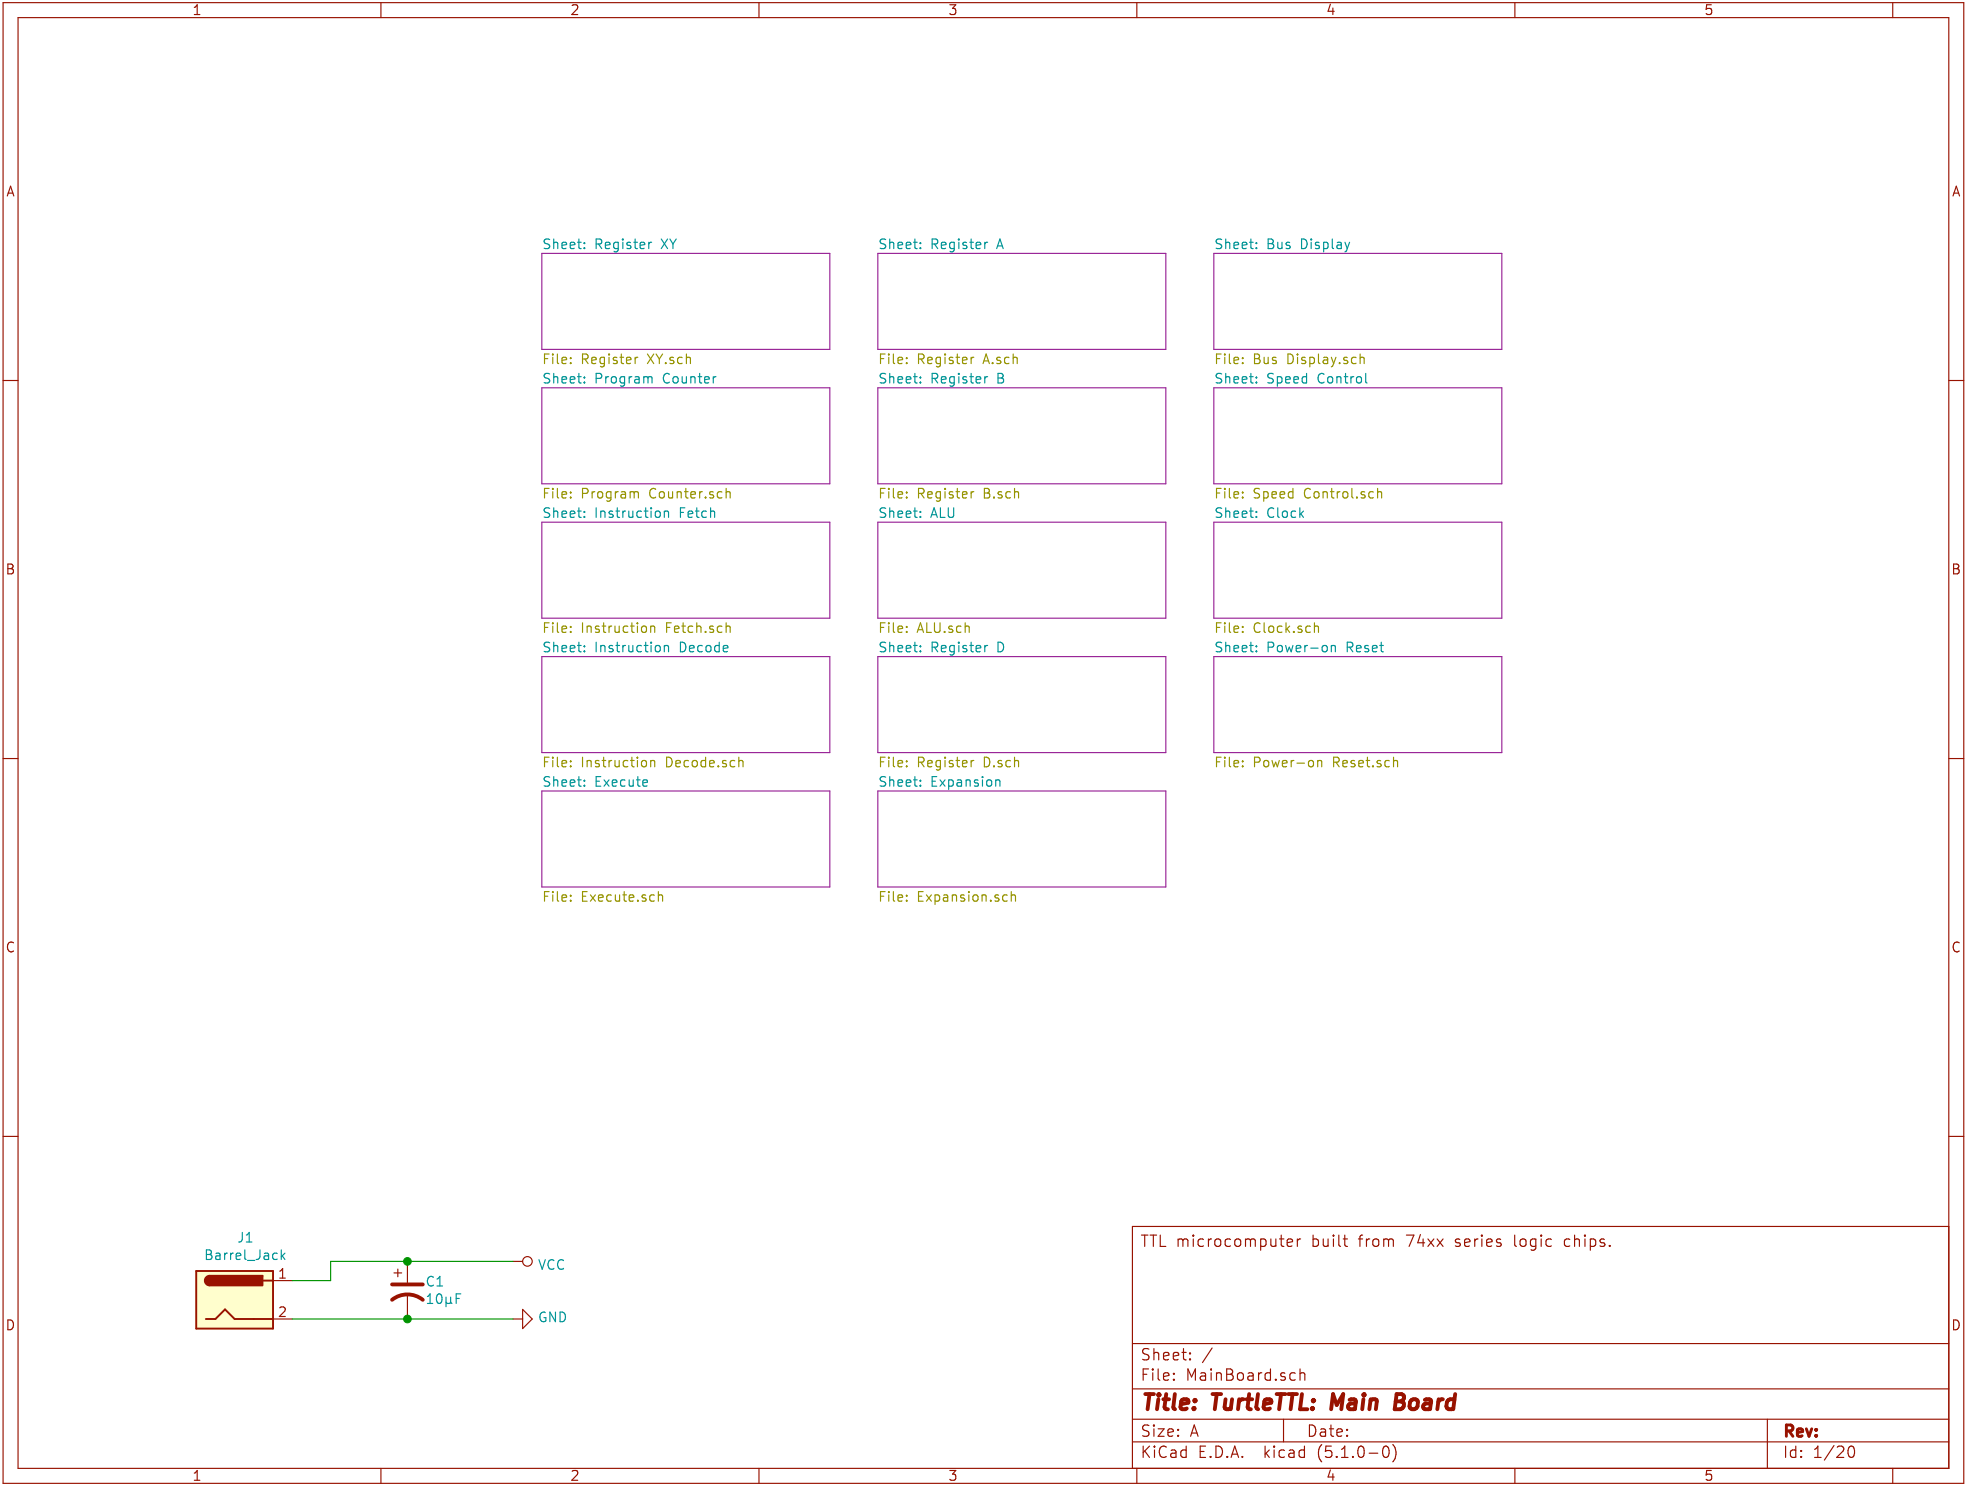 1 2 3 4 5
A A
Sheet: Register XY
File: Register XY.sch
Sheet: Register A
File: Register A.sch
Sheet: Bus Display
File: Bus Display.sch
Sheet: Program Counter
File: Program Counter.sch
Sheet: Register B
File: Register B.sch
Sheet: Speed Control
File: Speed Control.sch
Sheet: Instruction Fetch
File: Instruction Fetch.sch
Sheet: ALU
File: ALU.sch
Sheet: Clock
File: Clock.sch
B B
Sheet: Instruction Decode
File: Instruction Decode.sch
Sheet: Register D
File: Register D.sch
Sheet: Power-on Reset
File: Power-on Reset.sch
Sheet: Execute
File: Execute.sch
Sheet: Expansion
File: Expansion.sch
C C
J1
Barrel_Jack
1
2
+
C1
10µF
VCC
GND
D D
TTL microcomputer built from 74xx series logic chips.
Sheet: /
File: MainBoard.sch
Title: TurtleTTL: Main Board
Size: A Date: Rev:
KiCad E.D.A. kicad (5.1.0-0) Id: 1/20
1 2 3 4 5